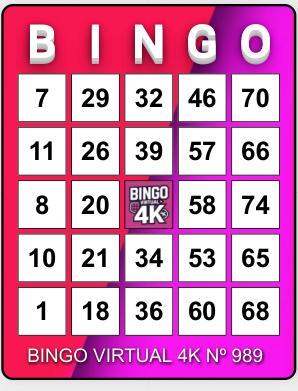 B I N G O
7 29 32 46 70
11 26 39 57 66
8 20 BINGO VIRTUAL 4K 58 74
10 21 34 53 65
1 18 36 60 68
BINGO VIRTUAL 4K Nº 989